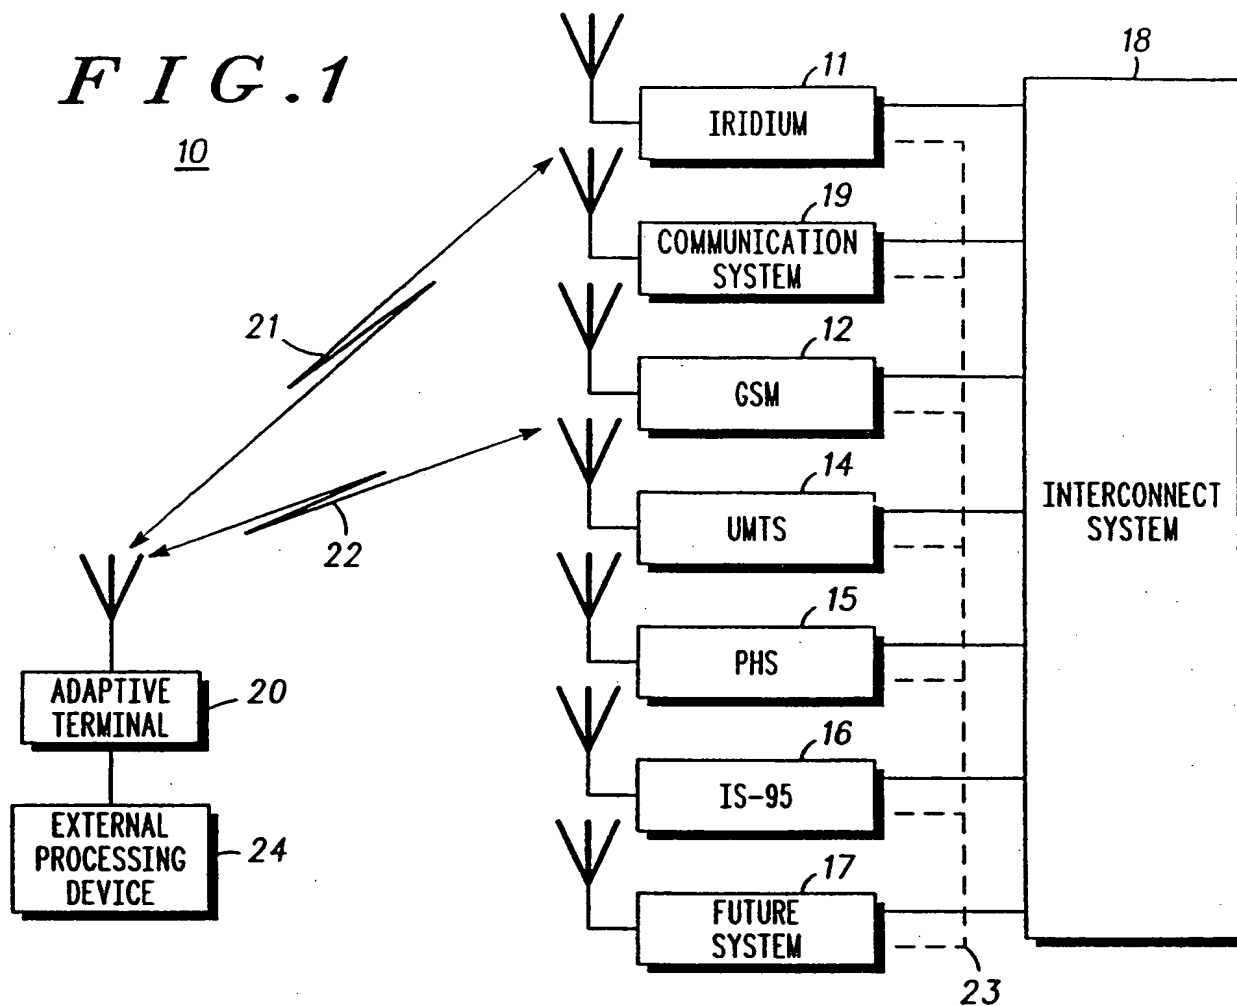 FIG.1
10
11
IRIDIUM
18
19
COMMUNICATION
SYSTEM
21
12
GSM
14
UMTS
INTERCONNECT
SYSTEM
22
15
PHS
ADAPTIVE
TERMINAL
20
16
IS-95
EXTERNAL
PROCESSING
DEVICE
24
17
FUTURE
SYSTEM
23